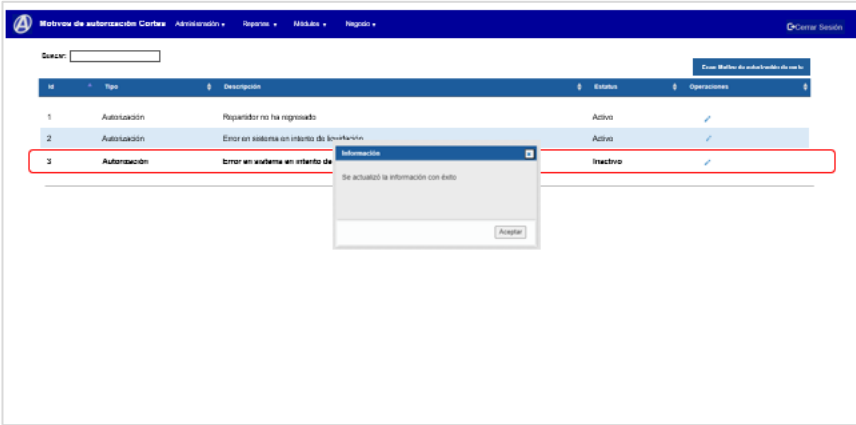 Motivos de autorización Cortes Administración Reportes Módulos Negocio Cerrar Sesión
Buscar:
Crear Motivo de autorización de corte
Id Tipo Descripción Estatus Operaciones
1 Autorización Repartidor no ha regresado Activo
2 Autorización Error en sistema en intento de liquidación Activo
3 Autorización Error en sistema en intento de Inactivo
Información
Se actualizó la información con éxito
Aceptar